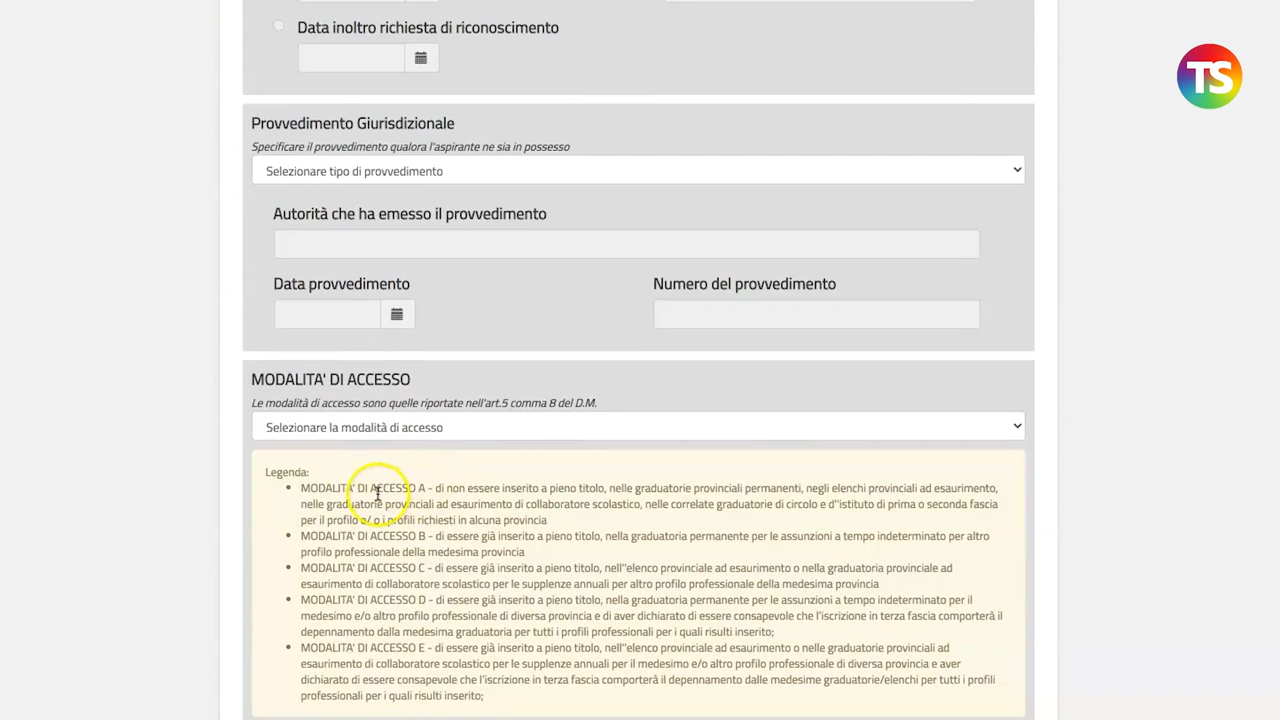 Data inoltro richiesta di riconoscimento
TS
Provvedimento Giurisdizionale
Specificare il provvedimento qualora l'aspirante ne sia in possesso
Selezionare tipo di provvedimento
Autorità che ha emesso il provvedimento
Data provvedimento
Numero del provvedimento
MODALITA' DI ACCESSO
Le modalità di accesso sono quelle riportate nell'art.5 comma 8 del D.M.
Selezionare la modalità di accesso
Legenda:
MODALITA' DI ACCESSO A - di non essere inserito a pieno titolo, nelle graduatorie provinciali permanenti, negli elenchi provinciali ad esaurimento,
nelle graduatorie provinciali ad esaurimento di collaboratore scolastico, nelle correlate graduatorie di circolo e d''istituto di prima o seconda fascia
per il profilo e/o i profili richiesti in alcuna provincia
MODALITA' DI ACCESSO B - di essere già inserito a pieno titolo, nella graduatoria permanente per le assunzioni a tempo indeterminato per altro
profilo professionale della medesima provincia
MODALITA' DI ACCESSO C - di essere già inserito a pieno titolo, nell''elenco provinciale ad esaurimento o nella graduatoria provinciale ad
esaurimento di collaboratore scolastico per le supplenze annuali per altro profilo professionale della medesima provincia
MODALITA' DI ACCESSO D - di essere già inserito a pieno titolo, nella graduatoria permanente per le assunzioni a tempo indeterminato per il
medesimo e/o altro profilo professionale di diversa provincia e di aver dichiarato di essere consapevole che l'iscrizione in terza fascia comporterà il
depennamento dalla medesima graduatoria per tutti i profili professionali per i quali risulti inserito;
MODALITA' DI ACCESSO E - di essere già inserito a pieno titolo, nell''elenco provinciale ad esaurimento o nelle graduatorie provinciali ad
esaurimento di collaboratore scolastico per le supplenze annuali per il medesimo e/o altro profilo professionale di diversa provincia e aver
dichiarato di essere consapevole che l'iscrizione in terza fascia comporterà il depennamento dalle medesime graduatorie/elenchi per tutti i profili
professionali per i quali risulti inserito;